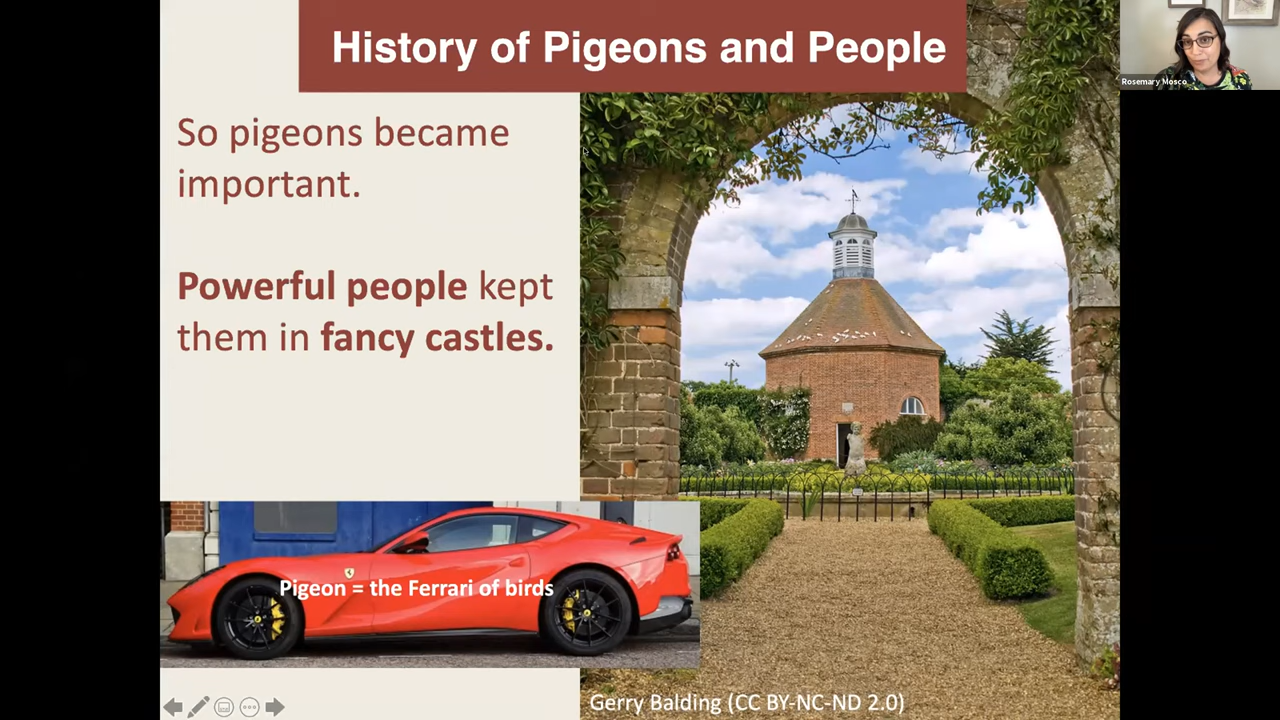 History of Pigeons and People
Rosemary Mosco
So pigeons became
important.
Powerful people kept
them in fancy castles.
Pigeon = the Ferrari of birds
Gerry Balding (CC BY-NC-ND 2.0)